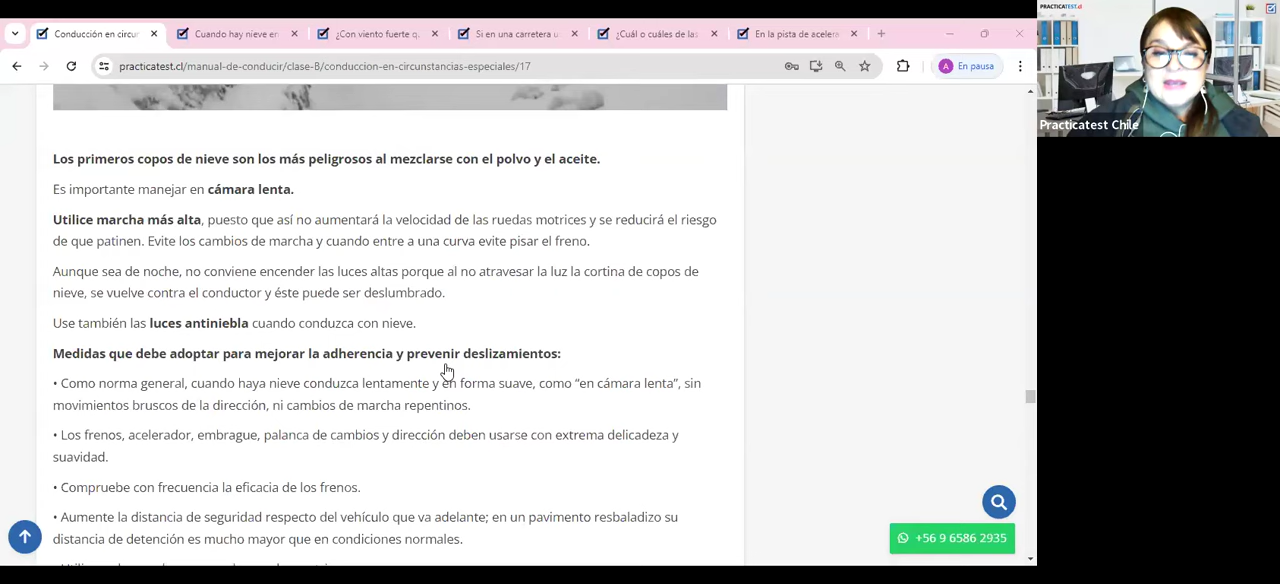 Conducción en circur
Cuando hay nieve en
¿Con viento fuerte q
Si en una carretera u
¿Cuál o cuáles de las
En la pista de acelera
practicatest.cl/manual-de-conducir/clase-B/conduccion-en-circunstancias-especiales/17
A En pausa
PRACTICATEST.cl
Practicatest Chile
Los primeros copos de nieve son los más peligrosos al mezclarse con el polvo y el aceite.
Es importante manejar en cámara lenta.
Utilice marcha más alta, puesto que así no aumentará la velocidad de las ruedas motrices y se reducirá el riesgo
de que patinen. Evite los cambios de marcha y cuando entre a una curva evite pisar el freno.
Aunque sea de noche, no conviene encender las luces altas porque al no atravesar la luz la cortina de copos de
nieve, se vuelve contra el conductor y éste puede ser deslumbrado.
Use también las luces antiniebla cuando conduzca con nieve.
Medidas que debe adoptar para mejorar la adherencia y prevenir deslizamientos:
• Como norma general, cuando haya nieve conduzca lentamente y en forma suave, como “en cámara lenta”, sin
movimientos bruscos de la dirección, ni cambios de marcha repentinos.
• Los frenos, acelerador, embrague, palanca de cambios y dirección deben usarse con extrema delicadeza y
suavidad.
• Compruebe con frecuencia la eficacia de los frenos.
• Aumente la distancia de seguridad respecto del vehículo que va adelante; en un pavimento resbaladizo su
distancia de detención es mucho mayor que en condiciones normales.
+56 9 6586 2935